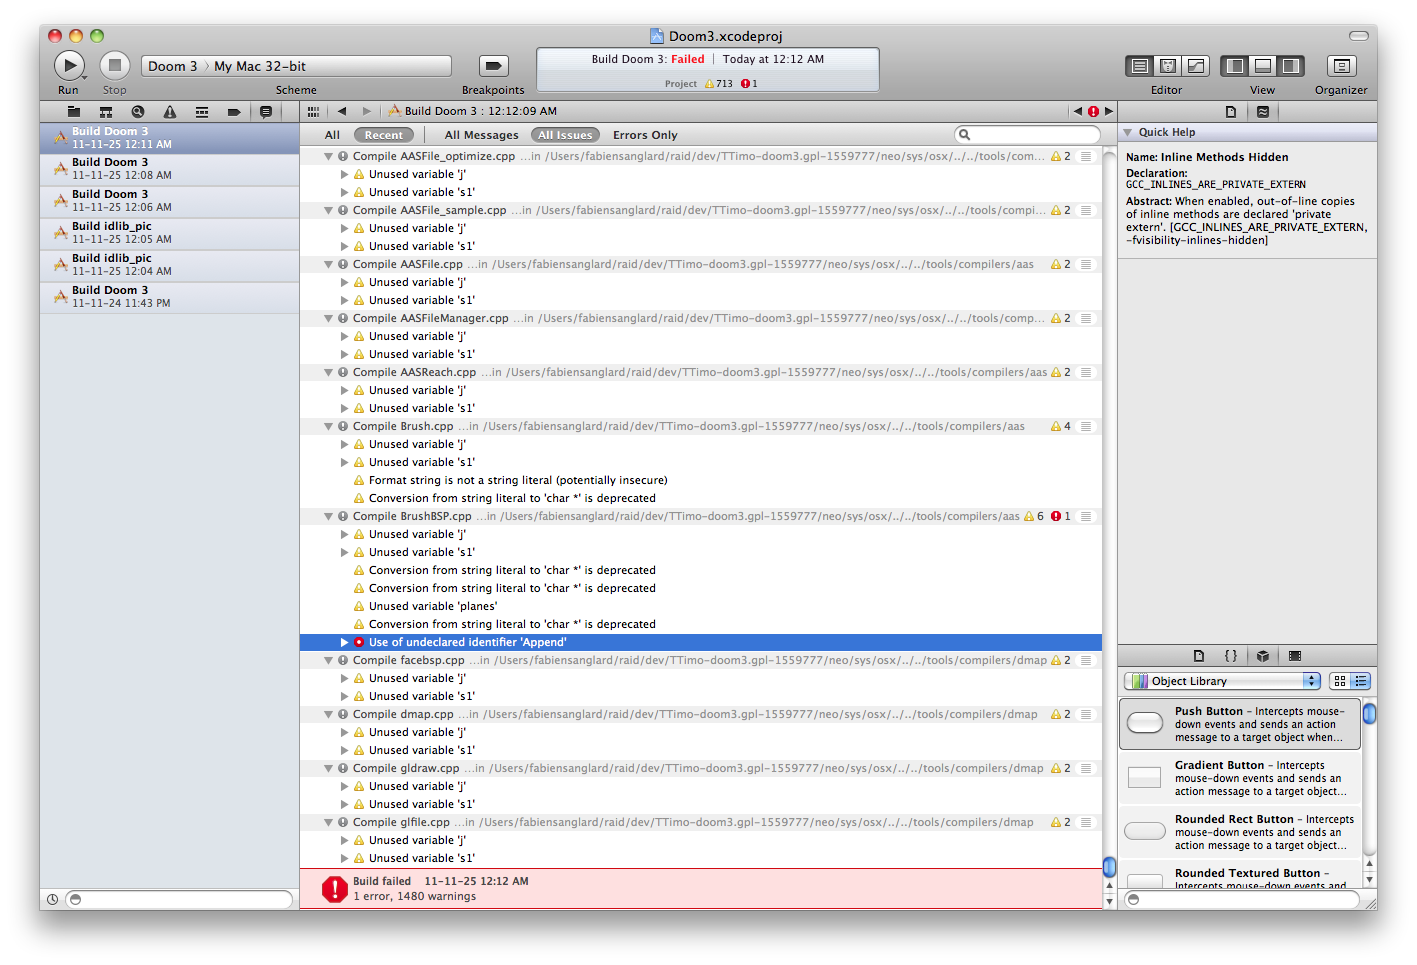 Doom3.xcodeproj
Run
Stop
Doom 3 〉 My Mac 32-bit
Scheme
Breakpoints
Build Doom 3: Failed | Today at 12:12 AM
Project 713 1
Editor
View
Organizer
Build Doom 3 : 12:12:09 AM
Build Doom 3
11-11-25 12:11 AM
Build Doom 3
11-11-25 12:08 AM
Build Doom 3
11-11-25 12:06 AM
Build idlib_pic
11-11-25 12:05 AM
Build idlib_pic
11-11-25 12:04 AM
Build Doom 3
11-11-24 11:43 PM
All Recent All Messages All Issues Errors Only
Compile AASFile_optimize.cpp ...in /Users/fabiensanglard/raid/dev/TTimo-doom3.gpl-1559777/neo/sys/osx/../../tools/com... 2
Unused variable 'j'
Unused variable 's1'
Compile AASFile_sample.cpp ...in /Users/fabiensanglard/raid/dev/TTimo-doom3.gpl-1559777/neo/sys/osx/../../tools/compi... 2
Unused variable 'j'
Unused variable 's1'
Compile AASFile.cpp ...in /Users/fabiensanglard/raid/dev/TTimo-doom3.gpl-1559777/neo/sys/osx/../../tools/compilers/aas 2
Unused variable 'j'
Unused variable 's1'
Compile AASFileManager.cpp ...in /Users/fabiensanglard/raid/dev/TTimo-doom3.gpl-1559777/neo/sys/osx/../../tools/comp... 2
Unused variable 'j'
Unused variable 's1'
Compile AASReach.cpp ...in /Users/fabiensanglard/raid/dev/TTimo-doom3.gpl-1559777/neo/sys/osx/../../tools/compilers/aas 2
Unused variable 'j'
Unused variable 's1'
Compile Brush.cpp ...in /Users/fabiensanglard/raid/dev/TTimo-doom3.gpl-1559777/neo/sys/osx/../../tools/compilers/aas 4
Unused variable 'j'
Unused variable 's1'
Format string is not a string literal (potentially insecure)
Conversion from string literal to 'char *' is deprecated
Compile BrushBSP.cpp ...in /Users/fabiensanglard/raid/dev/TTimo-doom3.gpl-1559777/neo/sys/osx/../../tools/compilers/aas 6 1
Unused variable 'j'
Unused variable 's1'
Conversion from string literal to 'char *' is deprecated
Conversion from string literal to 'char *' is deprecated
Unused variable 'planes'
Conversion from string literal to 'char *' is deprecated
Use of undeclared identifier 'Append'
Compile facebsp.cpp ...in /Users/fabiensanglard/raid/dev/TTimo-doom3.gpl-1559777/neo/sys/osx/../../tools/compilers/dmap 2
Unused variable 'j'
Unused variable 's1'
Compile dmap.cpp ...in /Users/fabiensanglard/raid/dev/TTimo-doom3.gpl-1559777/neo/sys/osx/../../tools/compilers/dmap 2
Unused variable 'j'
Unused variable 's1'
Compile gldraw.cpp ...in /Users/fabiensanglard/raid/dev/TTimo-doom3.gpl-1559777/neo/sys/osx/../../tools/compilers/dmap 2
Unused variable 'j'
Unused variable 's1'
Compile glfile.cpp ...in /Users/fabiensanglard/raid/dev/TTimo-doom3.gpl-1559777/neo/sys/osx/../../tools/compilers/dmap 2
Unused variable 'j'
Unused variable 's1'
Build failed 11-11-25 12:12 AM
1 error, 1480 warnings
Quick Help
Name: Inline Methods Hidden
Declaration:
GCC_INLINES_ARE_PRIVATE_EXTERN
Abstract: When enabled, out-of-line copies
of inline methods are declared 'private
extern'. [GCC_INLINES_ARE_PRIVATE_EXTERN,
-fvisibility-inlines-hidden]
{ }
Object Library
Push Button – Intercepts mouse-
down events and sends an action
message to a target object when...
Gradient Button – Intercepts
mouse-down events and sends an
action message to a target object...
Rounded Rect Button – Intercepts
mouse-down events and sends an
action message to a target object...
Rounded Textured Button –
Intercepts mouse-down events and